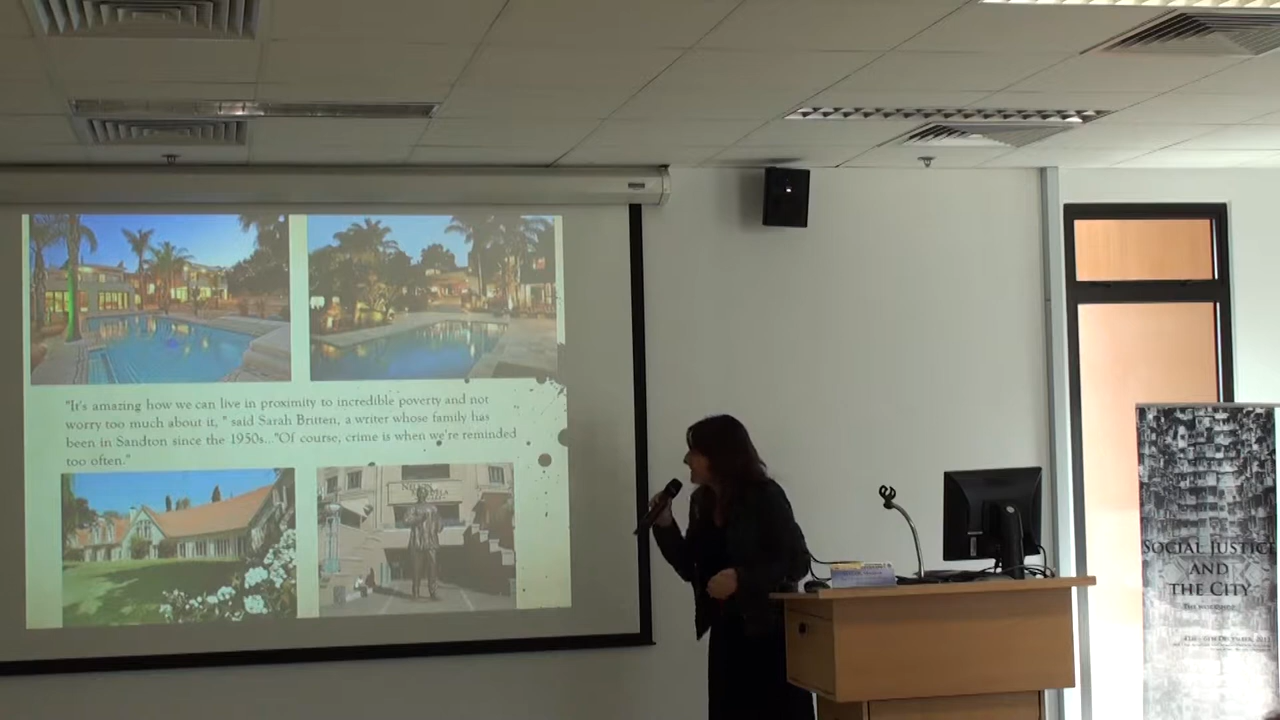 "It's amazing how we can live in proximity to incredible poverty and not
worry too much about it, " said Sarah Britten, a writer whose family has
been in Sandton since the 1950s..."Of course, crime is when we're reminded
too often."
SOCIAL JUSTICE
AND
THE CITY
THE WORKSHOP